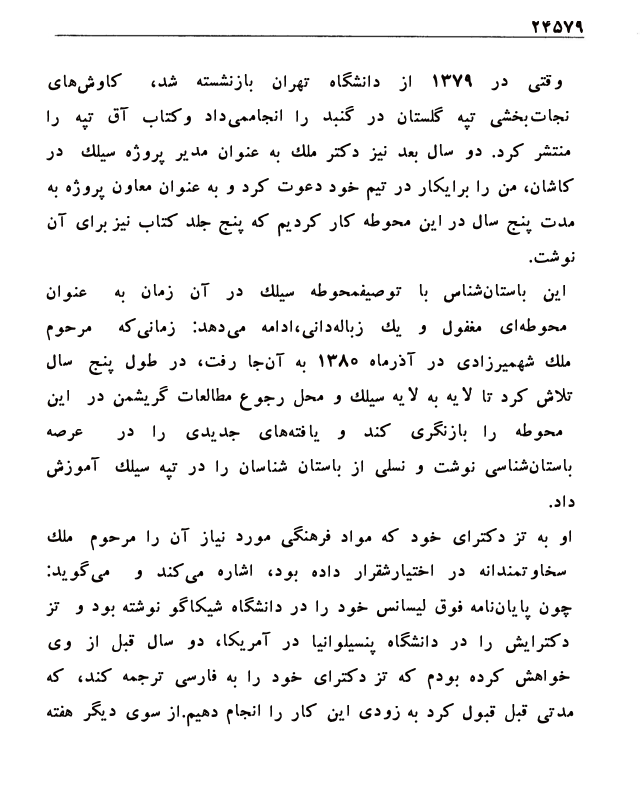 ۲۴۵۷۹
وقتی در ۱۳۷۹ از دانشگاه تهران بازنشسته شد، کاوش‌های
نجات‌بخشی تپه گلستان در گنبد را انجاممی‌داد وکتاب آق تپه را
منتشر کرد. دو سال بعد نیز دکتر ملك به عنوان مدیر پروژه سیلك در
کاشان، من را برایکار در تیم خود دعوت کرد و به عنوان معاون پروژه به
مدت پنج سال در این محوطه کار کردیم که پنج جلد کتاب نیز برای آن
نوشت.
این باستان‌شناس با توصیفمحوطه سیلك در آن زمان به عنوان
محوطه‌ای مغفول و یك زباله‌دانی،ادامه می‌دهد: زمانی‌که مرحوم
ملك شهمیرزادی در آذرماه ۱۳۸۰ به آن‌جا رفت، در طول پنج سال
تلاش کرد تا لایه به لایه سیلك و محل رجوع مطالعات گریشمن در این
محوطه را بازنگری کند و یافته‌های جدیدی را در عرصه
باستان‌شناسی نوشت و نسلی از باستان شناسان را در تپه سیلك آموزش
داد.
او به تز دکترای خود که مواد فرهنگی مورد نیاز آن را مرحوم ملك
سخاوتمندانه در اختیارشقرار داده بود، اشاره می‌کند و می‌گوید:
چون پایان‌نامه فوق لیسانس خود را در دانشگاه شیکاگو نوشته بود و تز
دکترایش را در دانشگاه پنسیلوانیا در آمریکا، دو سال قبل از وی
خواهش کرده بودم که تز دکترای خود را به فارسی ترجمه کند، که
مدتی قبل قبول کرد به زودی این کار را انجام دهیم.از سوی دیگر هفته